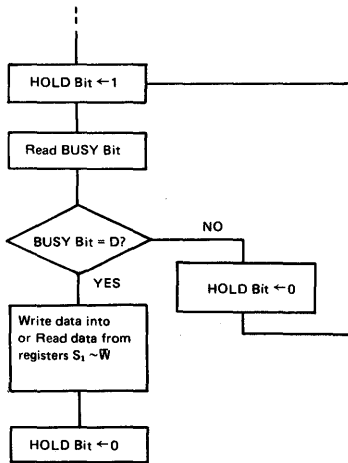 HOLD Bit ←1
Read BUSY Bit
BUSY Bit = D?
NO
YES
HOLD Bit ←0
Write data into
or Read data from
registers S₁ ~ W̅
HOLD Bit ←0